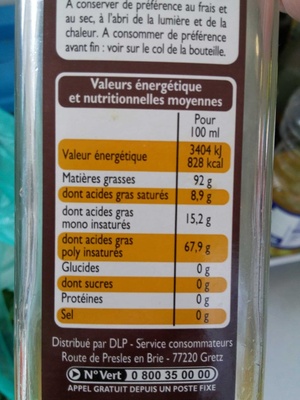 A conserver de préférence au frais et
au sec, à l'abri de la lumière et de la
chaleur. A consommer de préférence
avant fin : voir sur le col de la bouteille.
Valeurs énergétique
et nutritionnelles moyennes
Pour
100 ml
Valeur énergétique 3404 kJ
828 kcal
Matières grasses 92 g
dont acides gras saturés 8,9 g
dont acides gras
mono insaturés 15,2 g
dont acides gras
poly insaturés 67,9 g
Glucides 0 g
dont sucres 0 g
Protéines 0 g
Sel 0 g
Distribué par DLP - Service consommateurs
Route de Presles en Brie - 77220 Gretz
N° Vert 0 800 35 00 00
APPEL GRATUIT DEPUIS UN POSTE FIXE